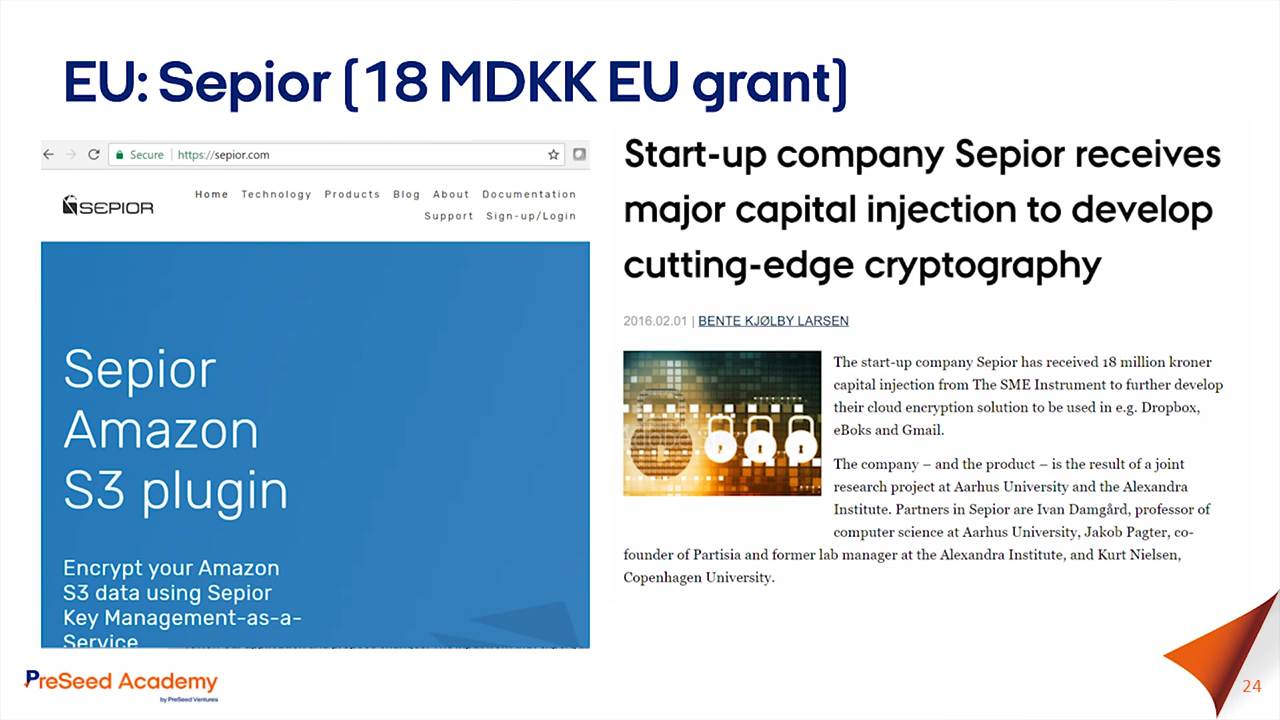 EU: Sepior (18 MDKK EU grant)
Secure | https://sepior.com
SEPIOR
Home Technology Products Blog About Documentation
Support Sign-up/Login
Sepior
Amazon
S3 plugin
Encrypt your Amazon
S3 data using Sepior
Key Management-as-a-
Service
Start-up company Sepior receives
major capital injection to develop
cutting-edge cryptography
2016.02.01 | BENTE KJØLBY LARSEN
The start-up company Sepior has received 18 million kroner
capital injection from The SME Instrument to further develop
their cloud encryption solution to be used in e.g. Dropbox,
eBoks and Gmail.
The company – and the product – is the result of a joint
research project at Aarhus University and the Alexandra
Institute. Partners in Sepior are Ivan Damgård, professor of
computer science at Aarhus University, Jakob Pagter, co-
founder of Partisia and former lab manager at the Alexandra Institute, and Kurt Nielsen,
Copenhagen University.
PreSeed Academy
by PreSeed Ventures
24